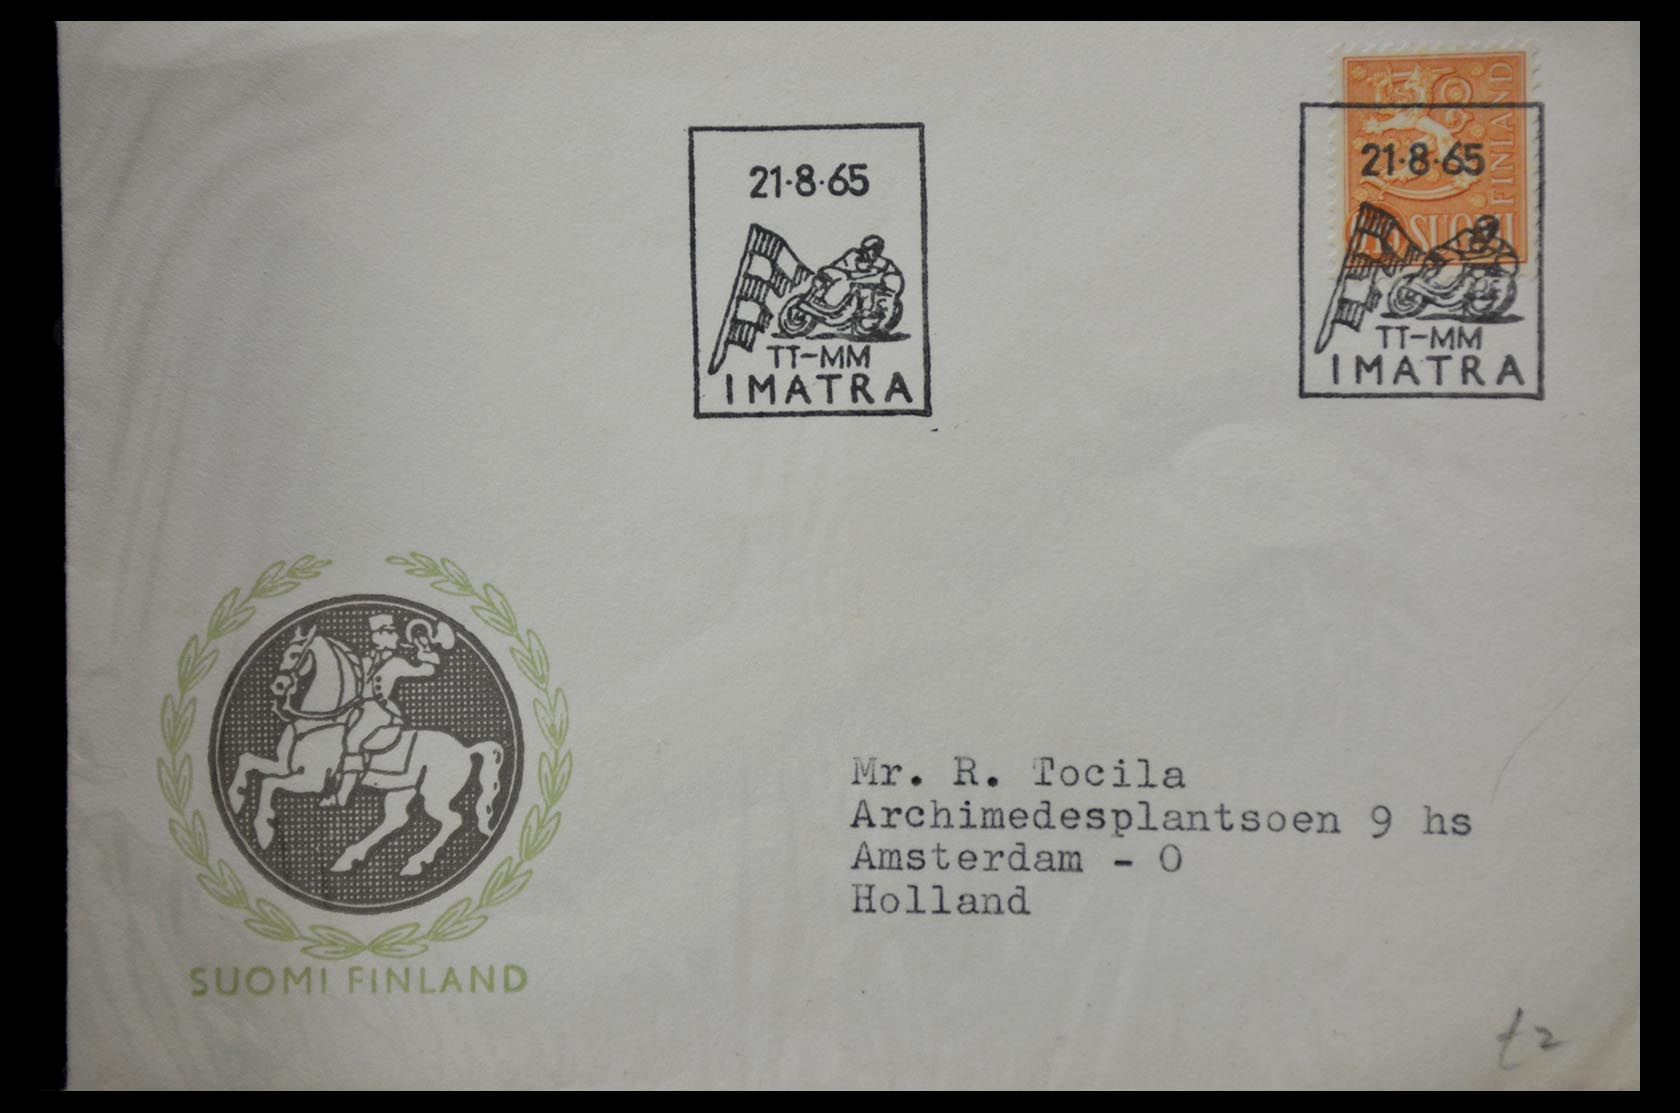 21·8·65
TT-MM
IMATRA
FINLAND
SUOMI
21·8·65
TT-MM
IMATRA
Mr. R. Tocila
Archimedesplantsoen 9 hs
Amsterdam - O
Holland
SUOMI FINLAND